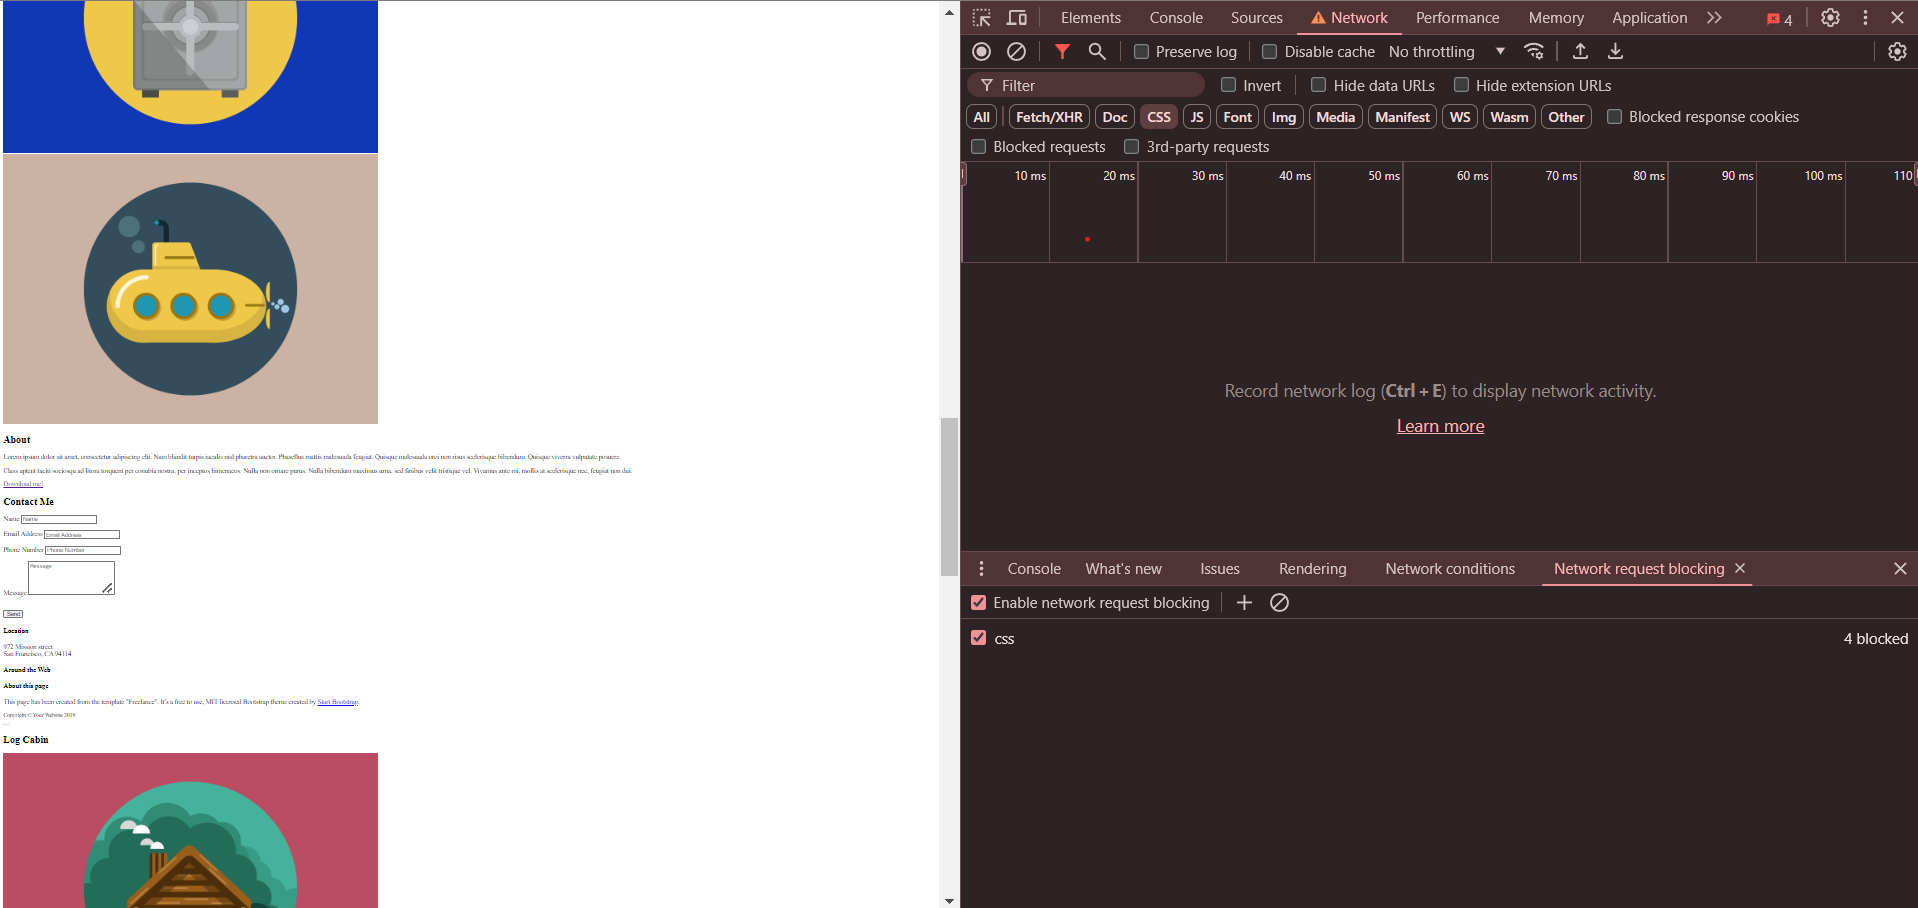 About
Lorem ipsum dolor sit amet, consectetur adipiscing elit. Nam blandit turpis iaculis nisl pharetra auctor. Phasellus mattis malesuada feugiat. Quisque malesuada orci non risus scelerisque bibendum. Quisque viverra vulputate posuere.
Class aptent taciti sociosqu ad litora torquent per conubia nostra, per inceptos himenaeos. Nulla non ornare purus. Nulla bibendum maximus urna, sed finibus velit tristique vel. Vivamus ante mi, mollis at scelerisque nec, feugiat non dui.
Download me!
Contact Me
Name Name
Email Address Email Address
Phone Number Phone Number
Message
Message
Send
Location
972 Mission street
San Francisco, CA 94114
Around the Web
About this page
This page has been created from the template "Freelance". It's a free to use, MIT licensed Bootstrap theme created by Start Bootstrap.
Copyright © Your Website 2019
Log Cabin
Elements Console Sources Network Performance Memory Application 4
Preserve log Disable cache No throttling
Filter Invert Hide data URLs Hide extension URLs
All Fetch/XHR Doc CSS JS Font Img Media Manifest WS Wasm Other Blocked response cookies
Blocked requests 3rd-party requests
10 ms 20 ms 30 ms 40 ms 50 ms 60 ms 70 ms 80 ms 90 ms 100 ms 110
Record network log (Ctrl + E) to display network activity.
Learn more
Console What's new Issues Rendering Network conditions Network request blocking
Enable network request blocking
css 4 blocked